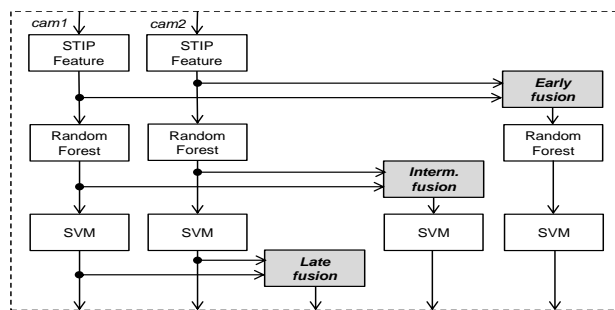 cam1
cam2
STIP
Feature
STIP
Feature
Early
fusion
Random
Forest
Random
Forest
Random
Forest
Interm.
fusion
SVM
SVM
SVM
SVM
Late
fusion